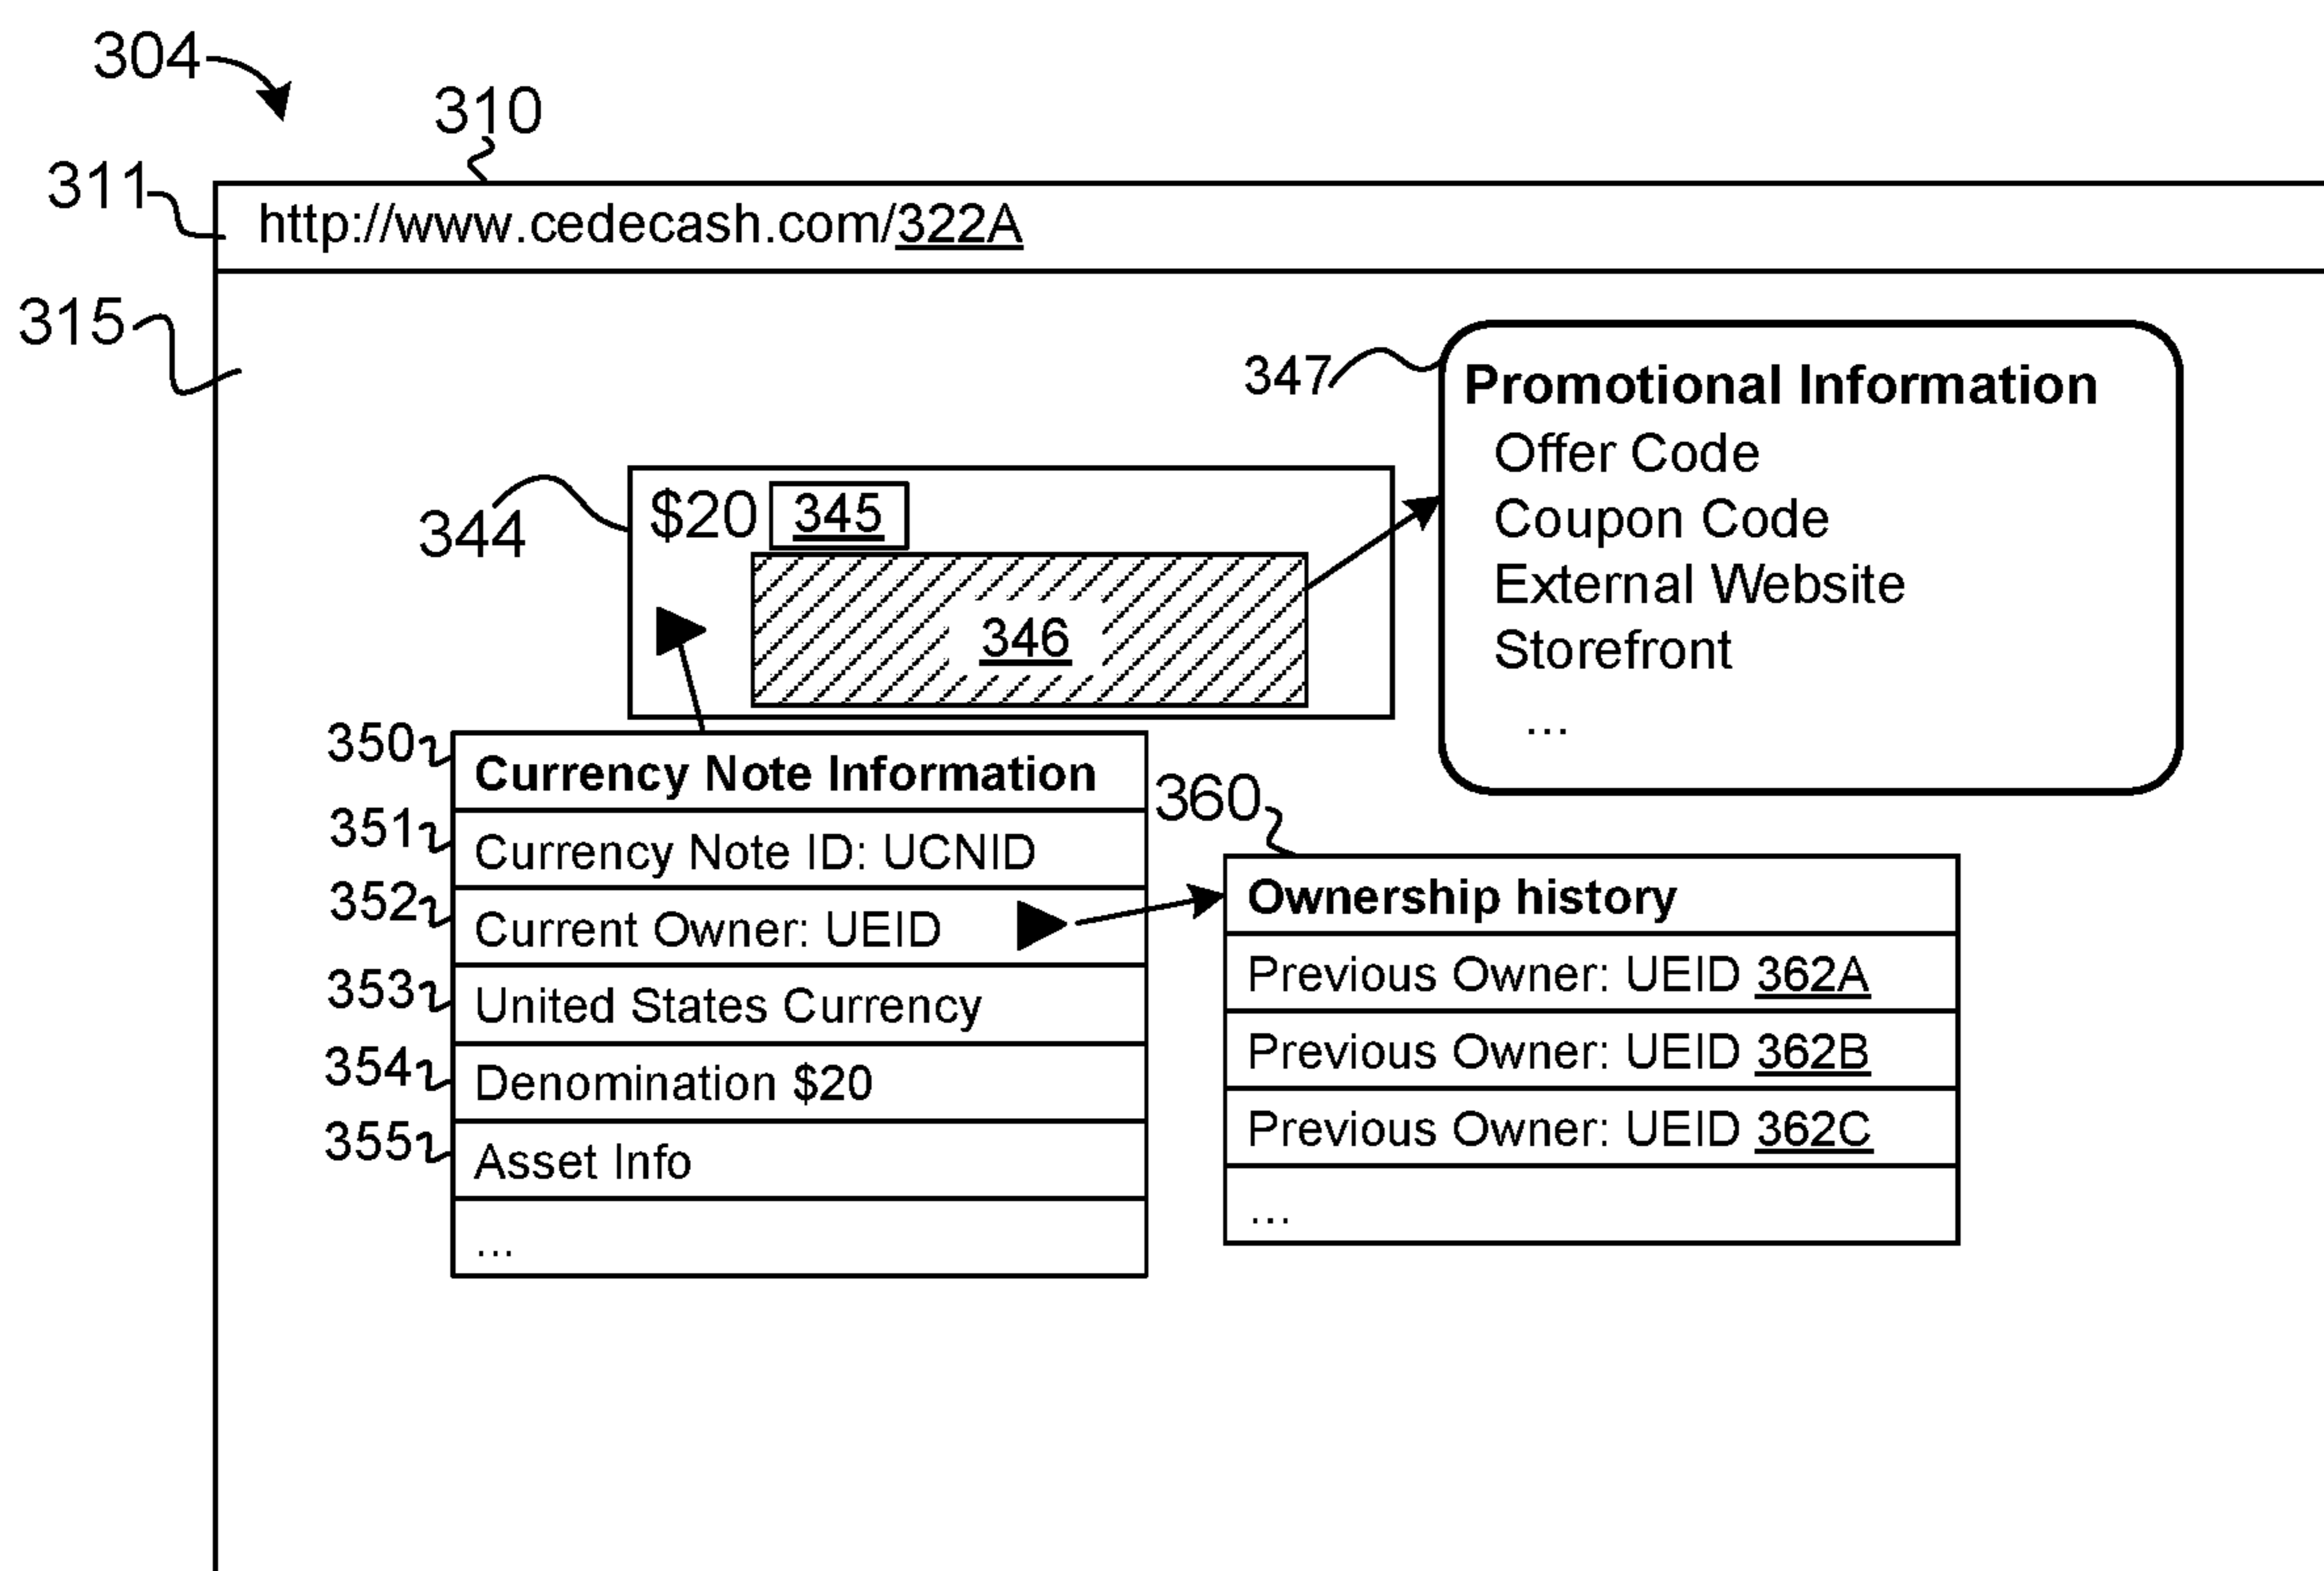 304
310
311
http://www.cedecash.com/322A
315
347
Promotional Information
Offer Code
Coupon Code
External Website
Storefront
...
344
$20 345
346
350
Currency Note Information
351
Currency Note ID: UCNID
352
Current Owner: UEID
353
United States Currency
354
Denomination $20
355
Asset Info
...
360
Ownership history
Previous Owner: UEID 362A
Previous Owner: UEID 362B
Previous Owner: UEID 362C
...